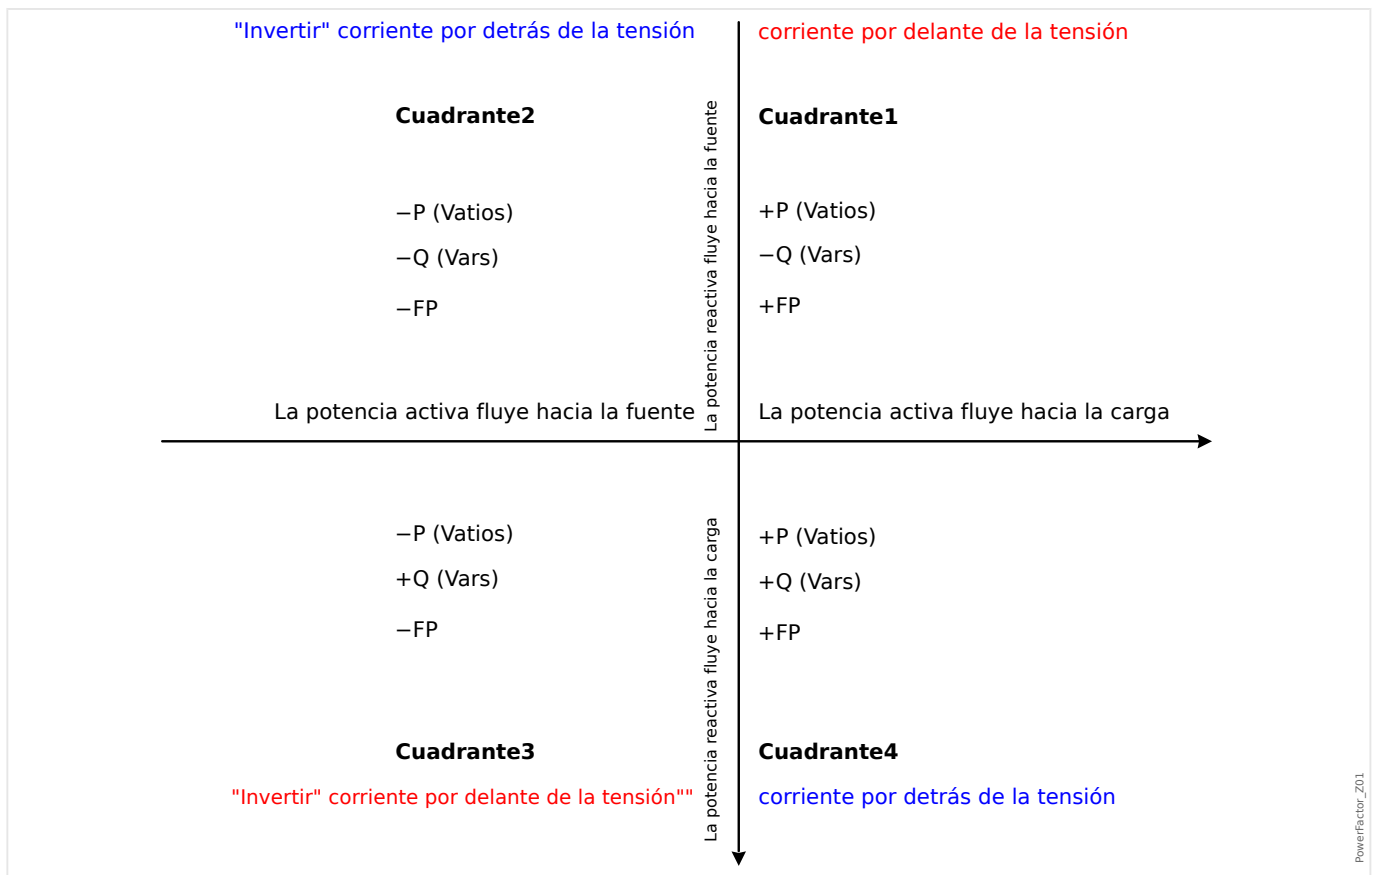 "Invertir" corriente por detrás de la tensión
corriente por delante de la tensión
Cuadrante2
Cuadrante1
La potencia reactiva fluye hacia la fuente
−P (Vatios)
−Q (Vars)
−FP
+P (Vatios)
−Q (Vars)
+FP
La potencia activa fluye hacia la fuente
La potencia activa fluye hacia la carga
La potencia reactiva fluye hacia la carga
−P (Vatios)
+Q (Vars)
−FP
+P (Vatios)
+Q (Vars)
+FP
Cuadrante3
Cuadrante4
"Invertir" corriente por delante de la tensión""
corriente por detrás de la tensión
PowerFactor_Z01